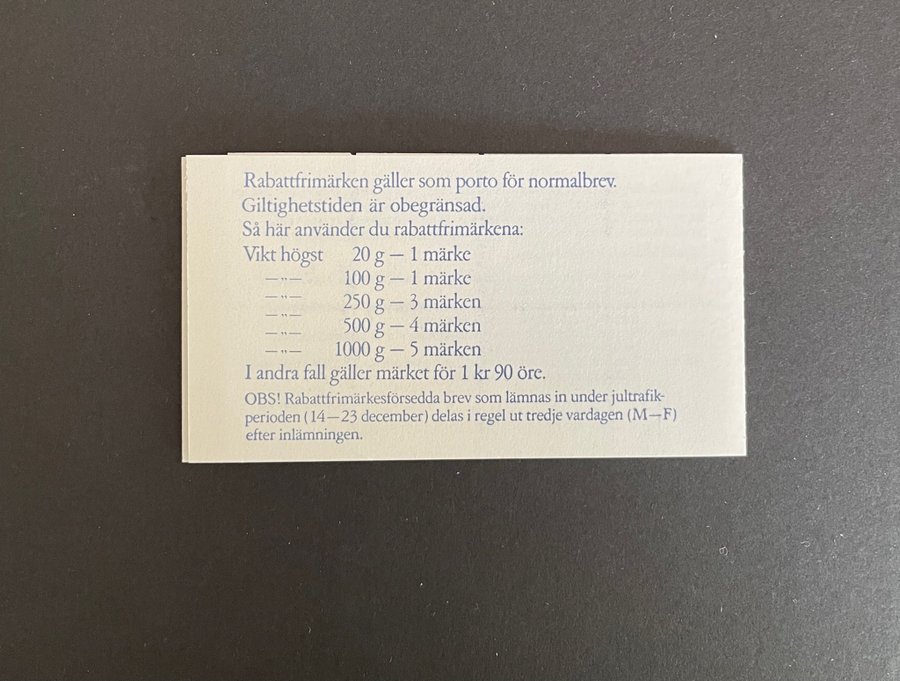 Rabattfrimärken gäller som porto för normalbrev.
Giltighetstiden är obegränsad.
Så här använder du rabattfrimärkena:
Vikt högst 20 g — 1 märke
—„— 100 g — 1 märke
—„— 250 g — 3 märken
—„— 500 g — 4 märken
—„— 1000 g — 5 märken
I andra fall gäller märket för 1 kr 90 öre.
OBS! Rabattfrimärkesförsedda brev som lämnas in under jultrafik-
perioden (14—23 december) delas i regel ut tredje vardagen (M—F)
efter inlämningen.